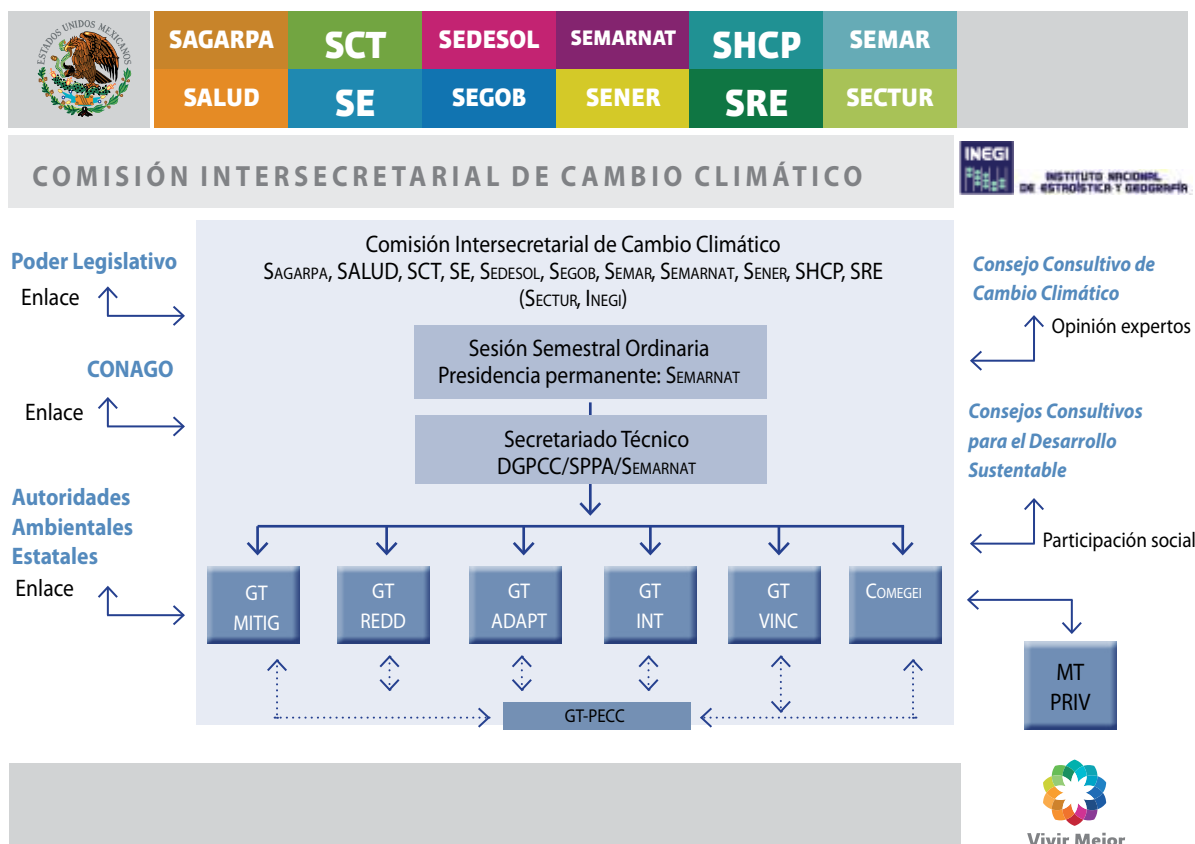 ESTADOS UNIDOS MEXICANOS
SAGARPA SCT SEDESOL SEMARNAT SHCP SEMAR
SALUD SE SEGOB SENER SRE SECTUR
COMISIÓN INTERSECRETARIAL DE CAMBIO CLIMÁTICO
INEGI
INSTITUTO NACIONAL
DE ESTADÍSTICA Y GEOGRAFÍA
Comisión Intersecretarial de Cambio Climático
SAGARPA, SALUD, SCT, SE, SEDESOL, SEGOB, SEMAR, SEMARNAT, SENER, SHCP, SRE
(SECTUR, INEGI)
Poder Legislativo
Enlace
CONAGO
Enlace
Autoridades
Ambientales
Estatales
Enlace
Sesión Semestral Ordinaria
Presidencia permanente: SEMARNAT
Secretariado Técnico
DGPCC/SPPA/SEMARNAT
GT
MITIG
GT
REDD
GT
ADAPT
GT
INT
GT
VINC
COMEGEI
GT-PECC
Consejo Consultivo de
Cambio Climático
Opinión expertos
Consejos Consultivos
para el Desarrollo
Sustentable
Participación social
MT
PRIV
Vivir Mejor